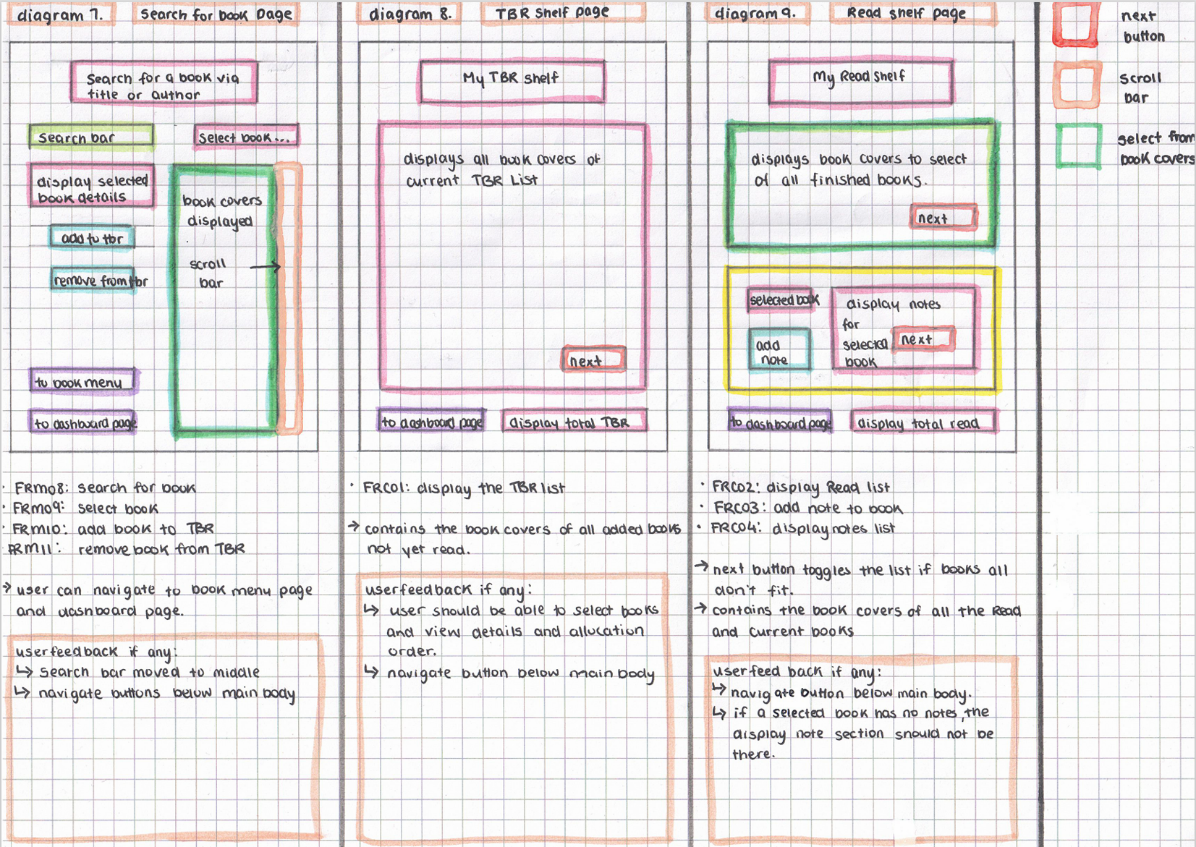 diagram 7.
Search for book page
Search for a book via
title or author
Search bar
Select book...
display selected
book details
book covers
displayed
add to tbr
remove from tbr
scroll
bar
to book menu
to dashboard page
· FRM08: search for book
· FRM09: select book
· FRM10: add book to TBR
FRM11: remove book from TBR
→ user can navigate to book menu page
and dashboard page.
user feedback if any:
↳ Search bar moved to middle
↳ navigate buttons below main body
diagram 8.
TBR Shelf page
My TBR shelf
displays all book covers of
current TBR List
next
to dashboard page
display total TBR
· FRC01: display the TBR list
→ contains the book covers of all added books
not yet read.
user feedback if any:
↳ user should be able to select books
and view details and allocation
order.
↳ navigate button below main body
diagram 9.
Read shelf page
My Read Shelf
displays book covers to select
of all finished books.
next
selected book
add
note
display notes
for
selected
book
next
to dashboard page
display total read
· FRC02: display Read list
· FRC03: add note to book
· FRC04: display notes list
→ next button toggles the list if books all
don't fit.
→ contains the book covers of all the Read
and current books
user feed back if any:
↳ navigate button below main body.
↳ if a selected book has no notes, the
display note section should not be
there.
next
button
scroll
bar
select from
book covers